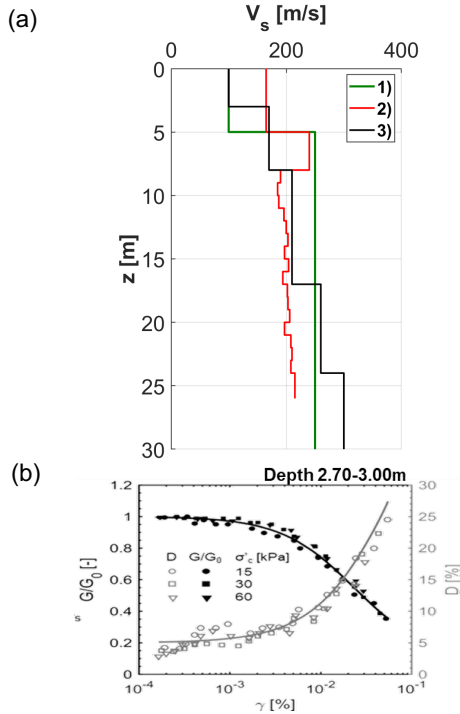 (a)
V_s [m/s]
0 200 400
0
5
10
15
20
25
30
z [m]
1)
2)
3)
(b)
Depth 2.70-3.00m
1.2
1
0.8
0.6
0.4
0.2
0
G/G₀ [-]
s
D G/G₀ σ'c [kPa]
15
30
60
30
25
20
15
10
5
0
D [%]
10⁻⁴ 10⁻³ 10⁻² 10⁻¹
γ [%]